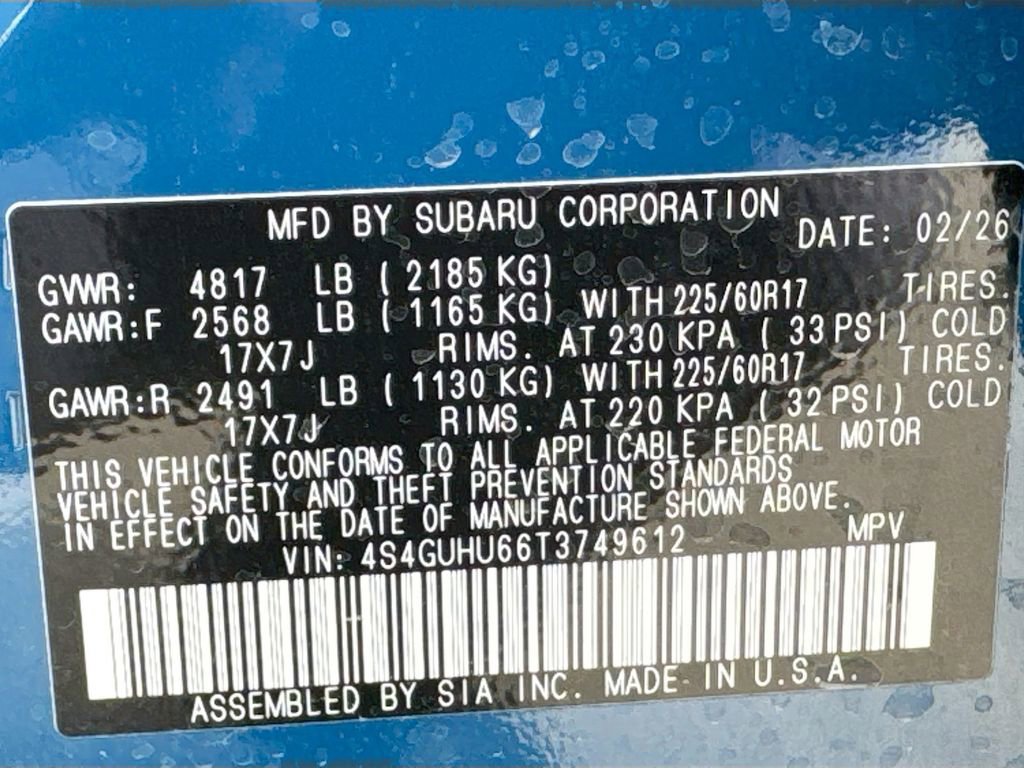 MFD BY SUBARU CORPORATION
DATE: 02/26
GVWR: 4817 LB ( 2185 KG)
GAWR:F 2568 LB ( 1165 KG) WITH 225/60R17 TIRES.
17X7J RIMS. AT 230 KPA ( 33 PSI) COLD
GAWR:R 2491 LB ( 1130 KG) WITH 225/60R17 TIRES.
17X7J RIMS. AT 220 KPA ( 32 PSI) COLD
THIS VEHICLE CONFORMS TO ALL APPLICABLE FEDERAL MOTOR
VEHICLE SAFETY AND THEFT PREVENTION STANDARDS
IN EFFECT ON THE DATE OF MANUFACTURE SHOWN ABOVE.
VIN: 4S4GUHU66T3749612 MPV
ASSEMBLED BY SIA INC. MADE IN U.S.A.